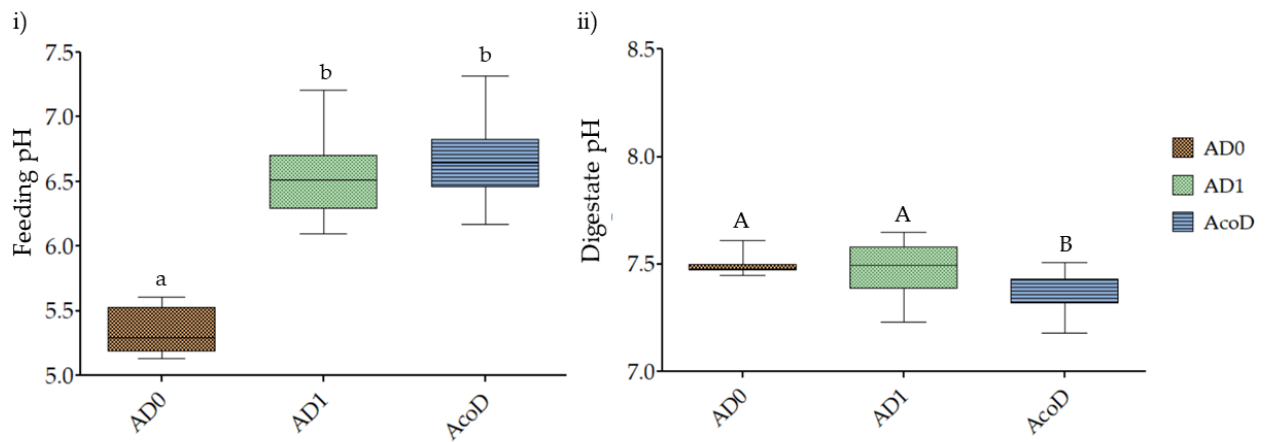 i)
Feeding pH
7.5
7.0
6.5
6.0
5.5
5.0
a
b
b
AD0
AD1
AcoD
ii)
Digestate pH
8.5
8.0
7.5
7.0
A
A
B
AD0
AD1
AcoD
AD0
AD1
AcoD